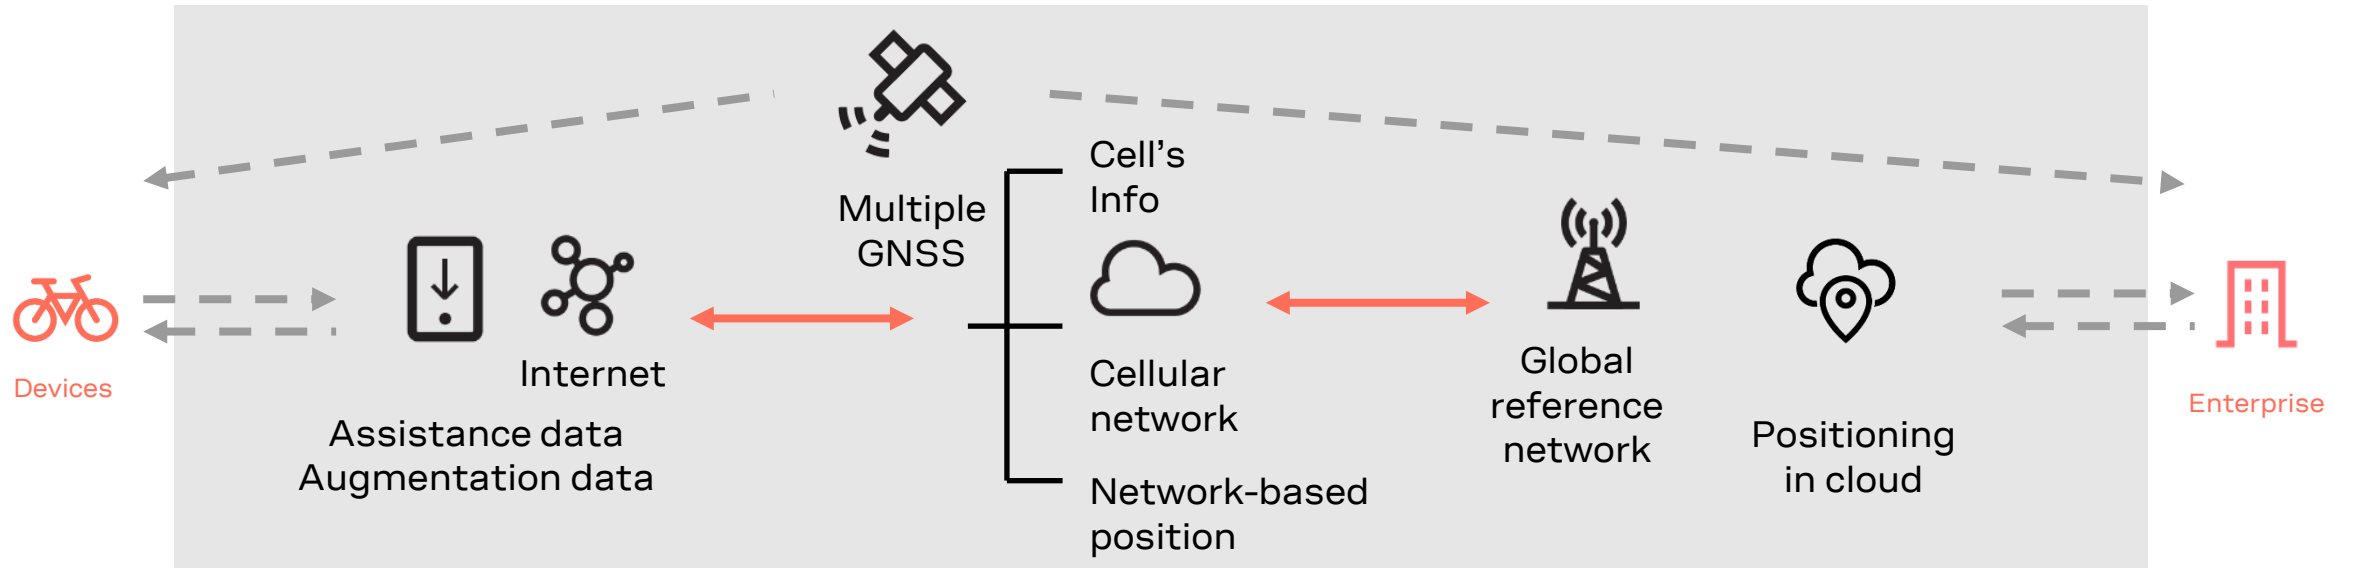 Devices
Internet
Assistance data
Augmentation data
Multiple
GNSS
Cell’s
Info
Cellular
network
Network-based
position
Global
reference
network
Positioning
in cloud
Enterprise